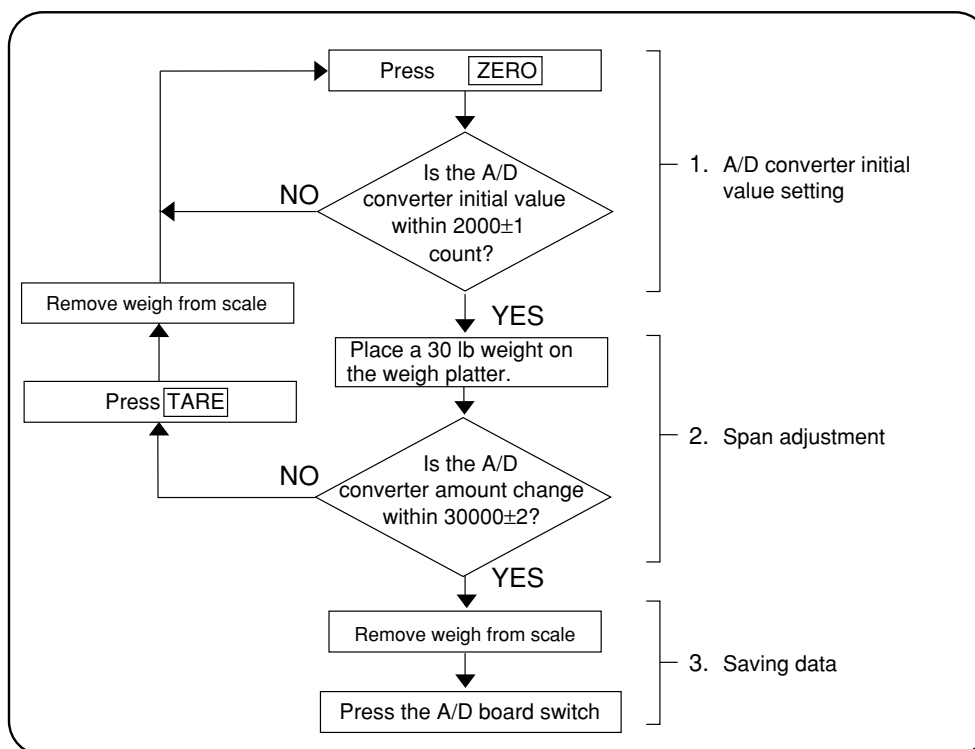 Press ZERO
Is the A/D
converter initial value
within 2000±1
count?
NO
YES
1. A/D converter initial
value setting
Remove weigh from scale
Place a 30 lb weight on
the weigh platter.
Press TARE
Is the A/D
converter amount change
within 30000±2?
NO
YES
2. Span adjustment
Remove weigh from scale
Press the A/D board switch
3. Saving data